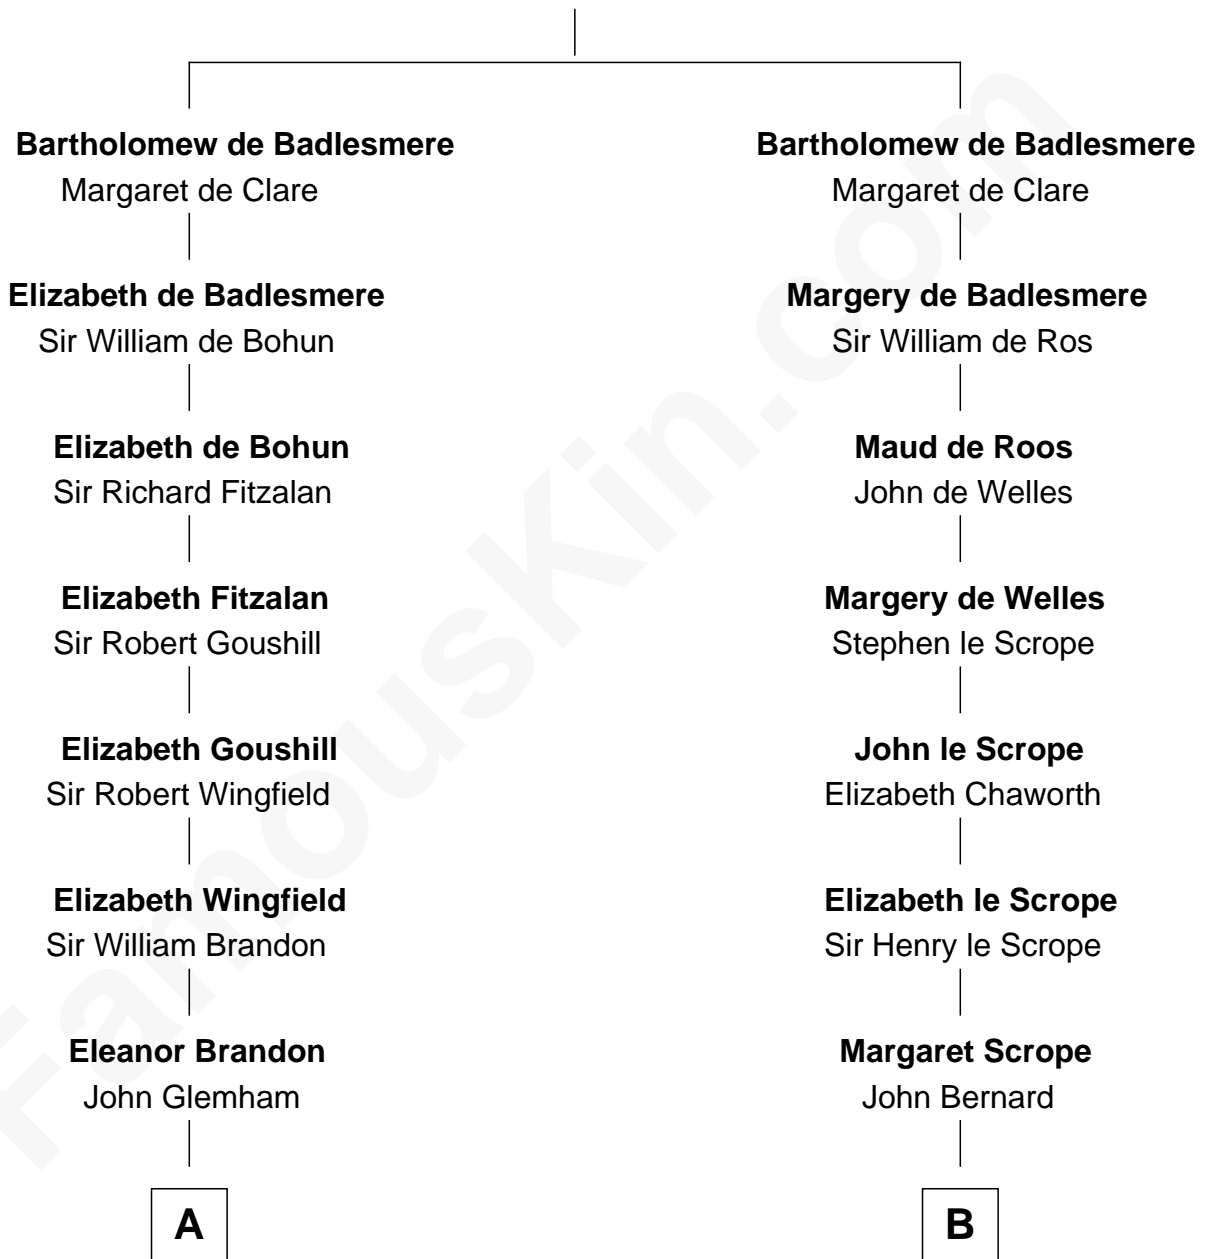 Bartholomew de Badlesmere
Margaret de Clare
Elizabeth de Badlesmere
Sir William de Bohun
Elizabeth de Bohun
Sir Richard Fitzalan
Elizabeth Fitzalan
Sir Robert Goushill
Elizabeth Goushill
Sir Robert Wingfield
Elizabeth Wingfield
Sir William Brandon
Eleanor Brandon
John Glemham
A
Bartholomew de Badlesmere
Margaret de Clare
Margery de Badlesmere
Sir William de Ros
Maud de Roos
John de Welles
Margery de Welles
Stephen le Scrope
John le Scrope
Elizabeth Chaworth
Elizabeth le Scrope
Sir Henry le Scrope
Margaret Scrope
John Bernard
B
FamousKin.com